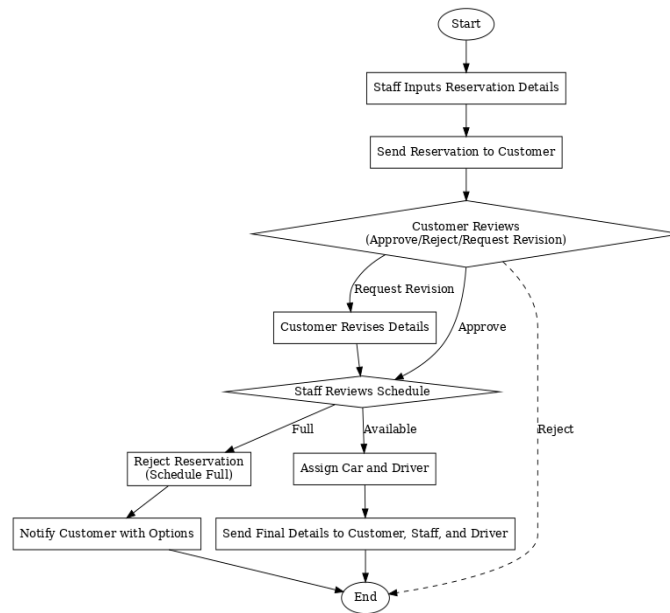 Start
Staff Inputs Reservation Details
Send Reservation to Customer
Customer Reviews
(Approve/Reject/Request Revision)
Request Revision
Customer Revises Details
Approve
Staff Reviews Schedule
Full
Available
Reject
Reject Reservation
(Schedule Full)
Assign Car and Driver
Notify Customer with Options
Send Final Details to Customer, Staff, and Driver
End